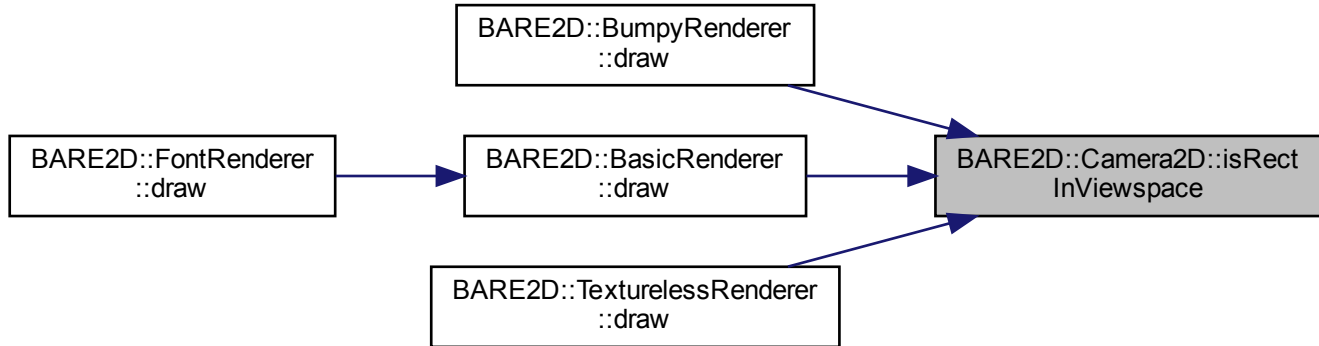 BARE2D::BumpyRenderer
::draw
BARE2D::FontRenderer
::draw
BARE2D::BasicRenderer
::draw
BARE2D::Camera2D::isRect
InViewspace
BARE2D::TexturelessRenderer
::draw